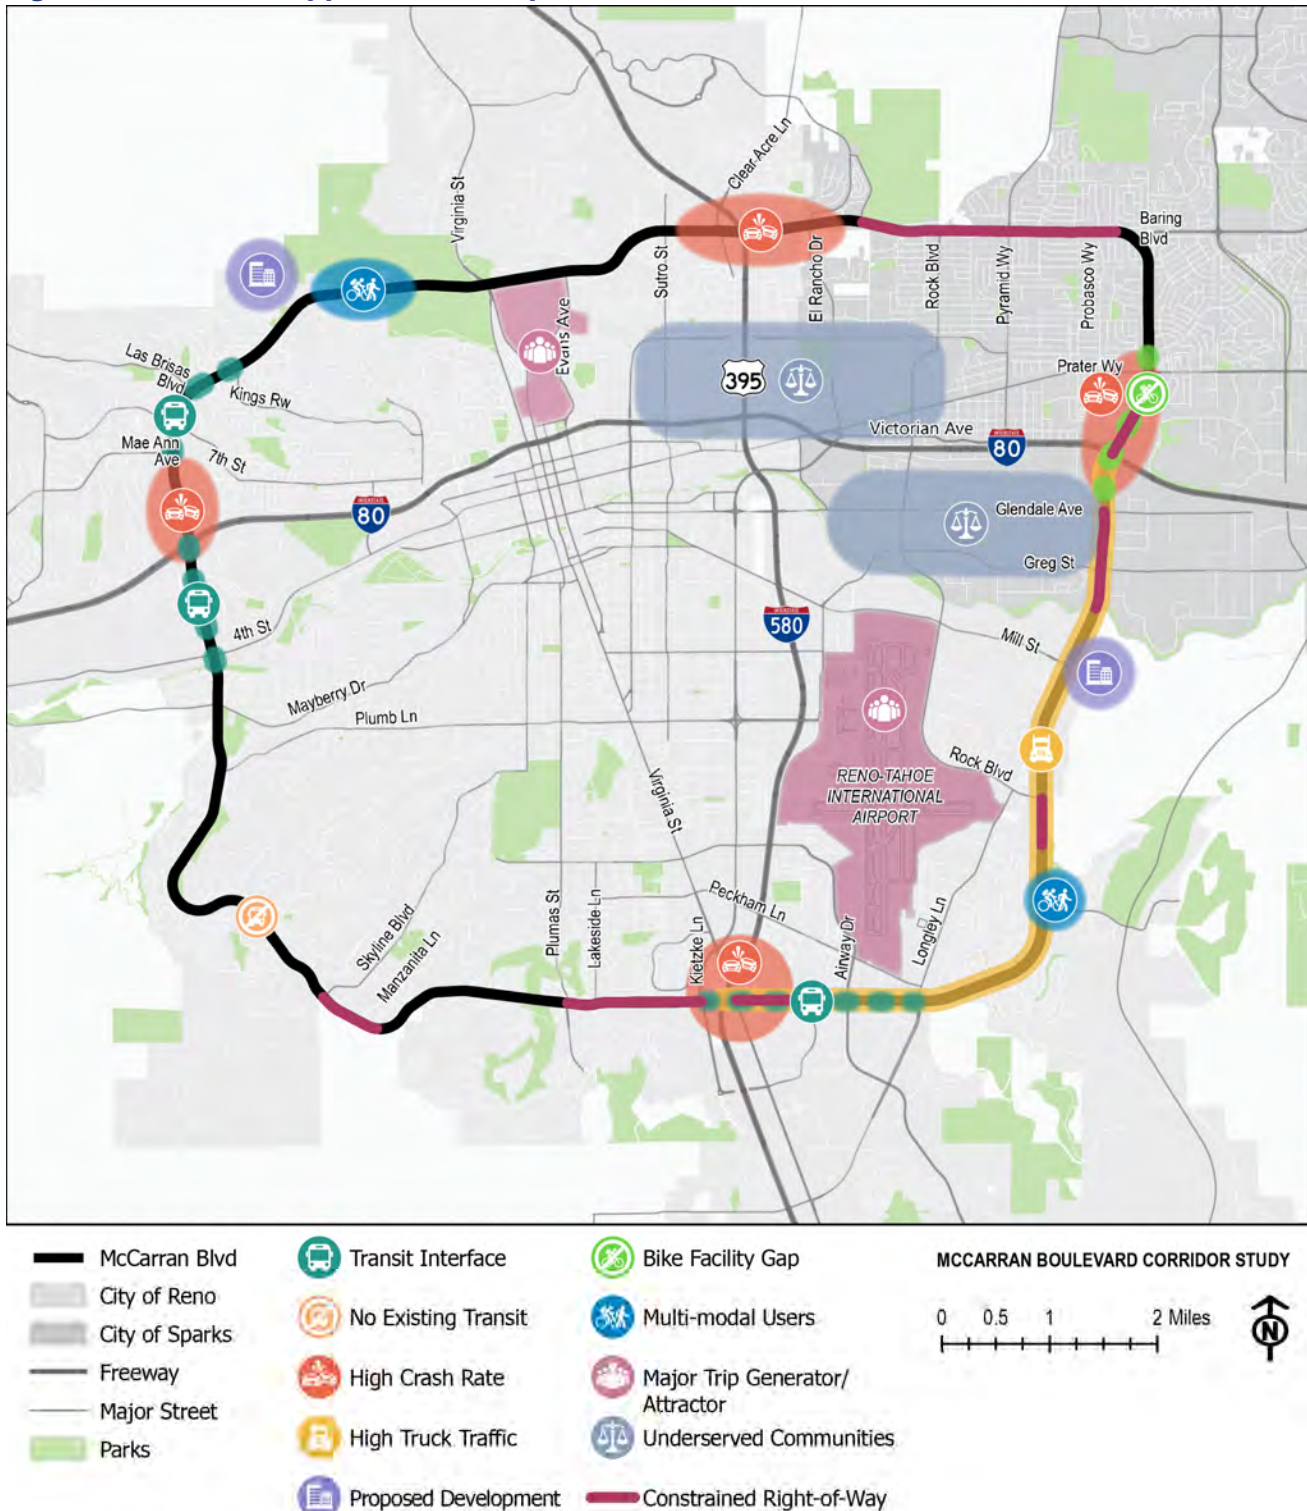 Clear Acre Ln
Virginia St
Sutro St
El Rancho Dr
Rock Blvd
Pyramid Wy
Probasco Wy
Baring
Blvd
Evans Ave
Las Brisas
Blvd
Kings Rw
395
Prater Wy
Mae Ann
Ave
7th St
Victorian Ave
INTERSTATE
80
INTERSTATE
80
Glendale Ave
Greg St
INTERSTATE
580
4th St
Mill St
Mayberry Dr
Plumb Ln
Virginia St
Rock Blvd
RENO-TAHOE
INTERNATIONAL
AIRPORT
Peckham Ln
Plumas St
Lakeside Ln
Skyline Blvd
Manzanita Ln
Kietzke Ln
Airway Dr
Longley Ln
McCarran Blvd
City of Reno
City of Sparks
Freeway
Major Street
Parks
Transit Interface
No Existing Transit
High Crash Rate
High Truck Traffic
Proposed Development
Bike Facility Gap
Multi-modal Users
Major Trip Generator/
Attractor
Underserved Communities
Constrained Right-of-Way
MCCARRAN BOULEVARD CORRIDOR STUDY
0 0.5 1 2 Miles
N